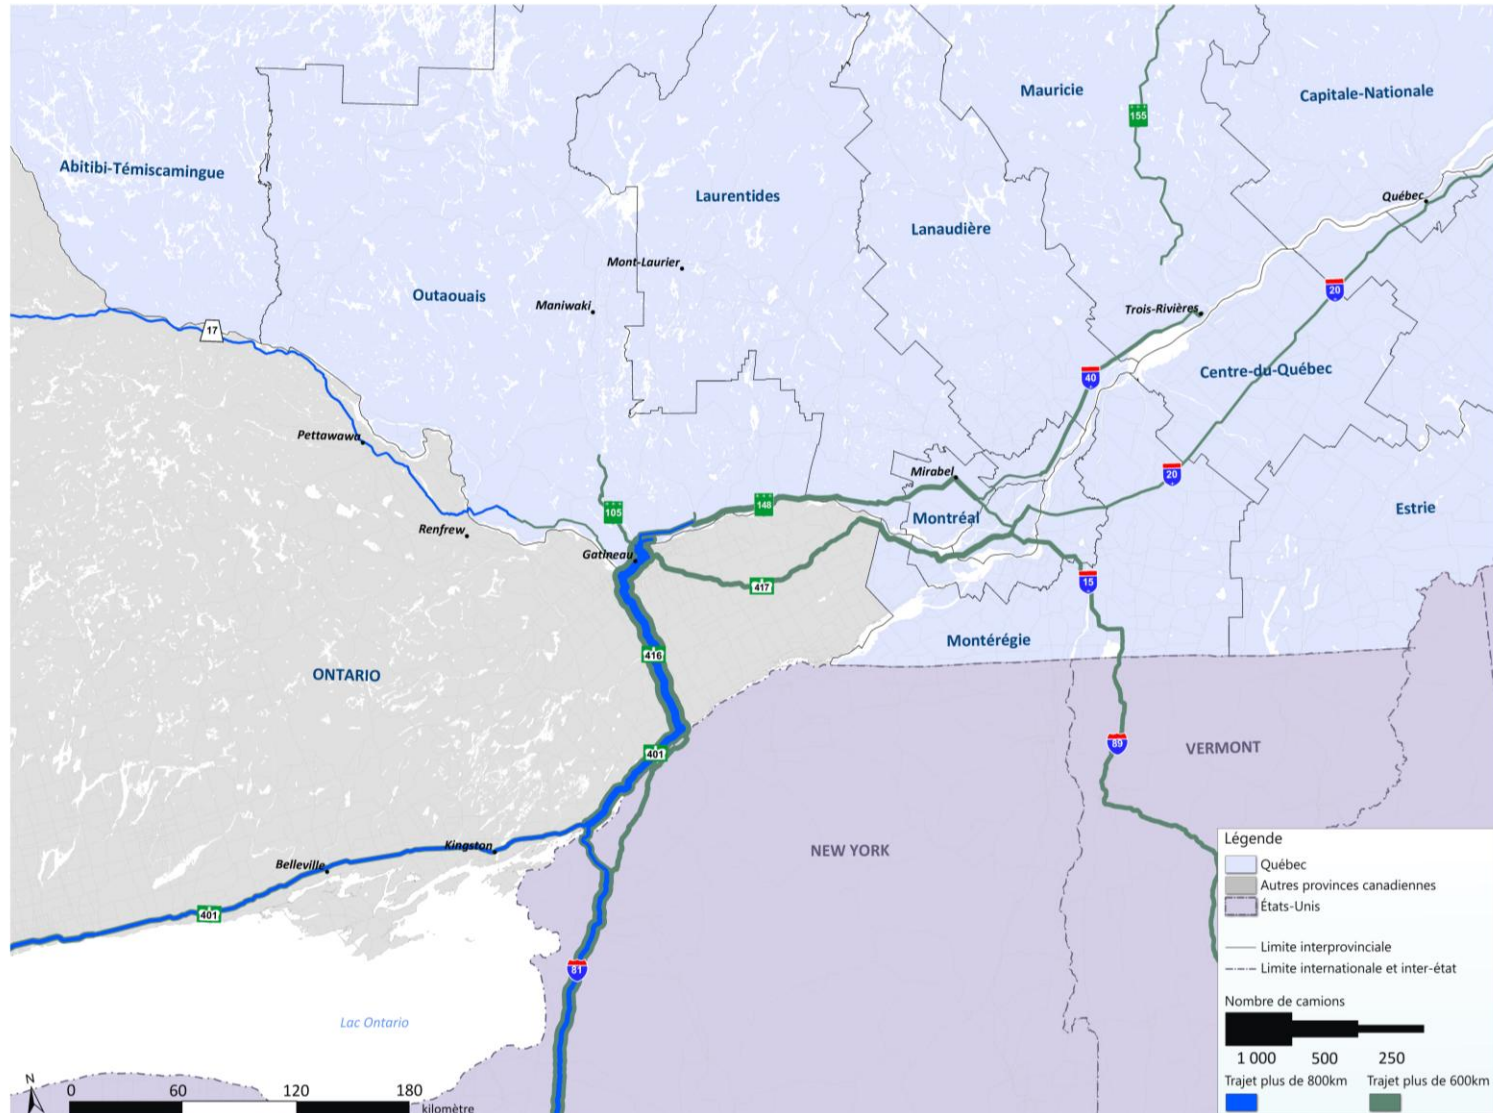 Mauricie
Capitale-Nationale
155
Abitibi-Témiscamingue
Laurentides
Québec
Lanaudière
Mont-Laurier
Outaouais
Maniwaki
20
Trois-Rivières
17
40
Centre-du-Québec
Pettawawa
Mirabel
20
105
148
Montréal
Estrie
Renfrew
Gatineau
417
15
Montérégie
416
ONTARIO
401
89
VERMONT
NEW YORK
Kingston
Belleville
401
81
Lac Ontario
N
0 60 120 180
kilomètre
Légende
Québec
Autres provinces canadiennes
États-Unis
Limite interprovinciale
Limite internationale et inter-état
Nombre de camions
1 000 500 250
Trajet plus de 800km Trajet plus de 600km